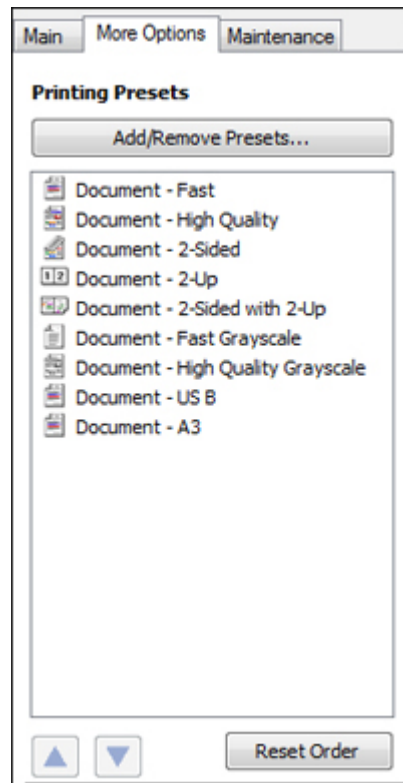 Main More Options Maintenance
Printing Presets
Add/Remove Presets...
Document - Fast
Document - High Quality
Document - 2-Sided
1 2 Document - 2-Up
Document - 2-Sided with 2-Up
Document - Fast Grayscale
Document - High Quality Grayscale
Document - US B
Document - A3
Reset Order